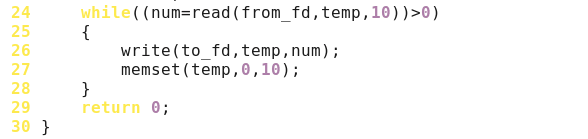 24     while((num=read(from_fd,temp,10))>0)
25     {
26         write(to_fd,temp,num);
27         memset(temp,0,10);
28     }
29     return 0;
30 }